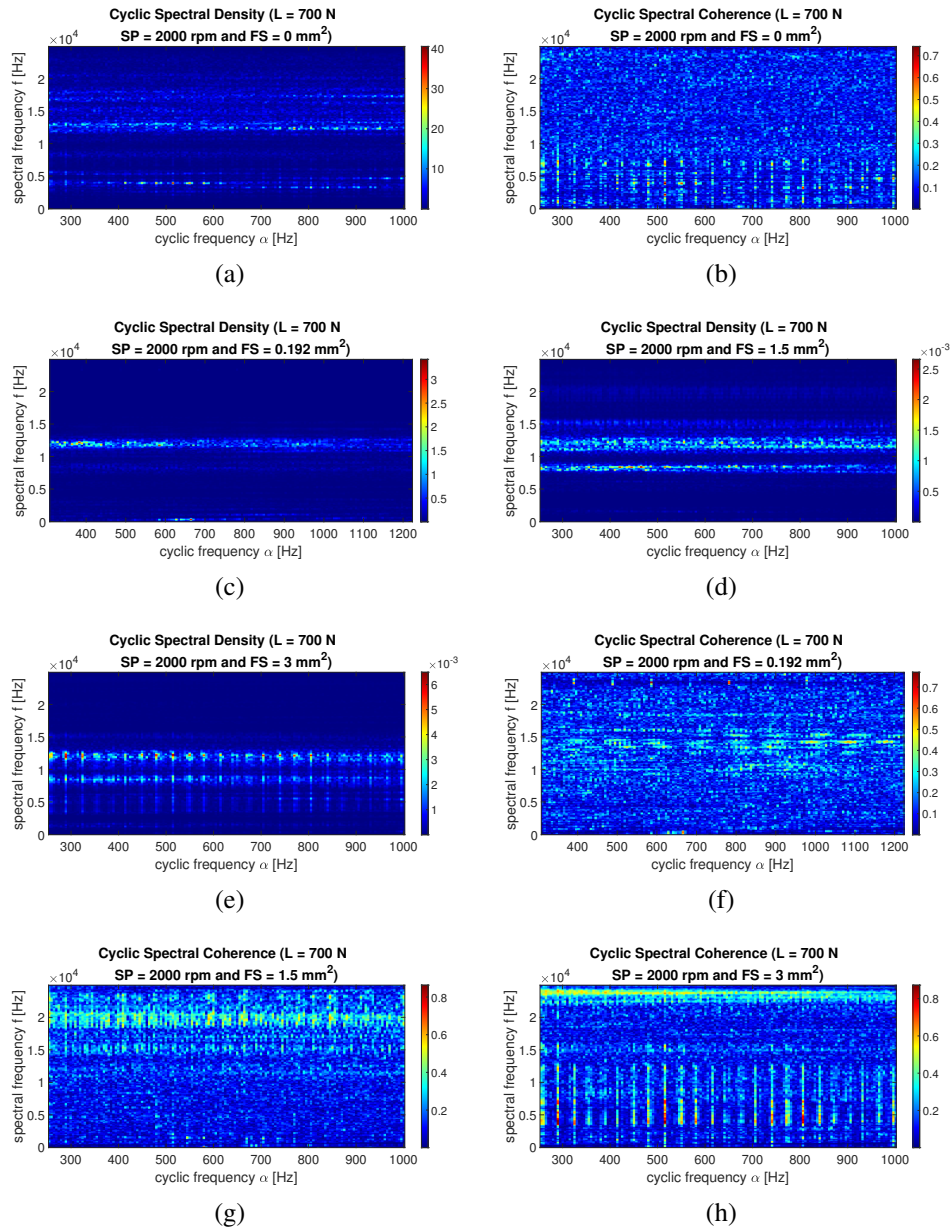 Cyclic Spectral Density (L = 700 N
SP = 2000 rpm and FS = 0 mm²)
×10⁴
spectral frequency f [Hz]
2
1.5
1
0.5
0
300 400 500 600 700 800 900 1000
cyclic frequency α [Hz]
40
30
20
10
(a)
Cyclic Spectral Coherence (L = 700 N
SP = 2000 rpm and FS = 0 mm²)
×10⁴
spectral frequency f [Hz]
2
1.5
1
0.5
0
300 400 500 600 700 800 900 1000
cyclic frequency α [Hz]
0.7
0.6
0.5
0.4
0.3
0.2
0.1
(b)
Cyclic Spectral Density (L = 700 N
SP = 2000 rpm and FS = 0.192 mm²)
×10⁴
spectral frequency f [Hz]
2
1.5
1
0.5
0
400 500 600 700 800 900 1000 1100 1200
cyclic frequency α [Hz]
3
2.5
2
1.5
1
0.5
(c)
Cyclic Spectral Density (L = 700 N
SP = 2000 rpm and FS = 1.5 mm²)
×10⁴
spectral frequency f [Hz]
2
1.5
1
0.5
0
300 400 500 600 700 800 900 1000
cyclic frequency α [Hz]
×10⁻³
2.5
2
1.5
1
0.5
(d)
Cyclic Spectral Density (L = 700 N
SP = 2000 rpm and FS = 3 mm²)
×10⁴
spectral frequency f [Hz]
2
1.5
1
0.5
0
300 400 500 600 700 800 900 1000
cyclic frequency α [Hz]
×10⁻³
6
5
4
3
2
1
(e)
Cyclic Spectral Coherence (L = 700 N
SP = 2000 rpm and FS = 0.192 mm²)
×10⁴
spectral frequency f [Hz]
2
1.5
1
0.5
0
400 500 600 700 800 900 1000 1100 1200
cyclic frequency α [Hz]
0.7
0.6
0.5
0.4
0.3
0.2
0.1
(f)
Cyclic Spectral Coherence (L = 700 N
SP = 2000 rpm and FS = 1.5 mm²)
×10⁴
spectral frequency f [Hz]
2
1.5
1
0.5
0
300 400 500 600 700 800 900 1000
cyclic frequency α [Hz]
0.8
0.6
0.4
0.2
(g)
Cyclic Spectral Coherence (L = 700 N
SP = 2000 rpm and FS = 3 mm²)
×10⁴
spectral frequency f [Hz]
2
1.5
1
0.5
0
300 400 500 600 700 800 900 1000
cyclic frequency α [Hz]
0.8
0.6
0.4
0.2
(h)